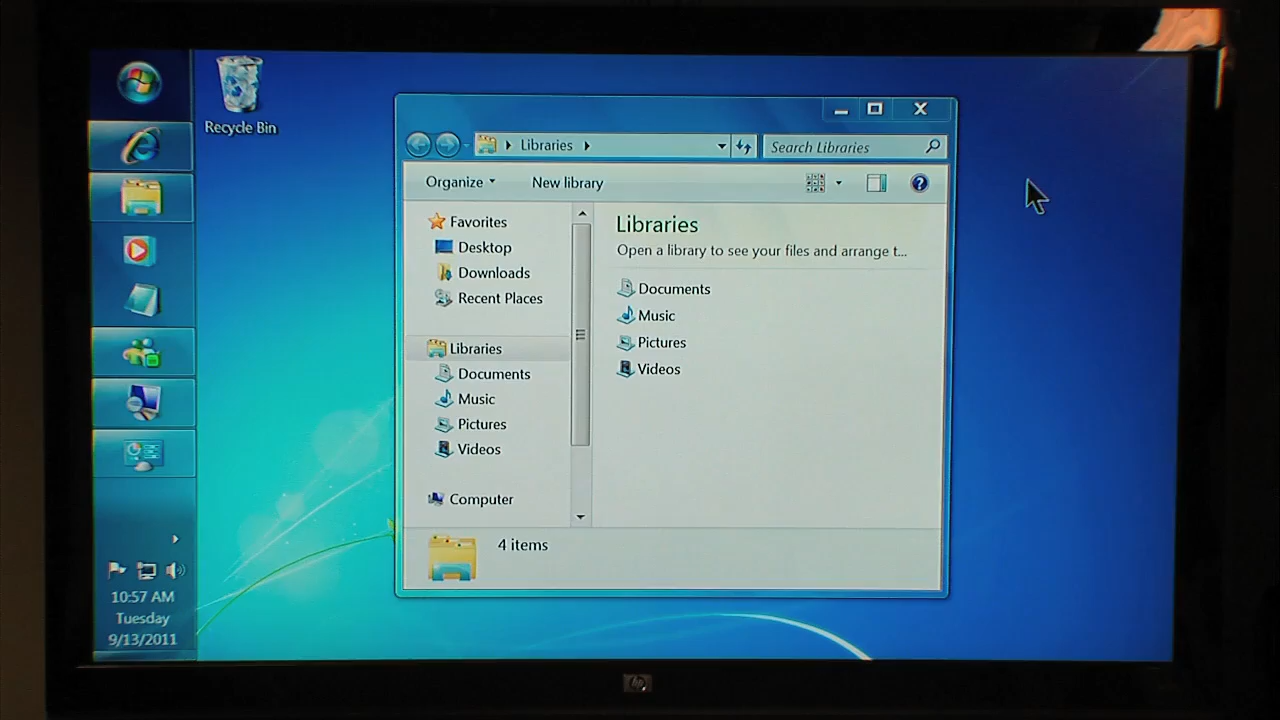 Recycle Bin
Libraries
Search Libraries
Organize
New library
Favorites
Desktop
Downloads
Recent Places
Libraries
Documents
Music
Pictures
Videos
Computer
Libraries
Open a library to see your files and arrange t...
Documents
Music
Pictures
Videos
4 items
10:57 AM
Tuesday
9/13/2011
hp